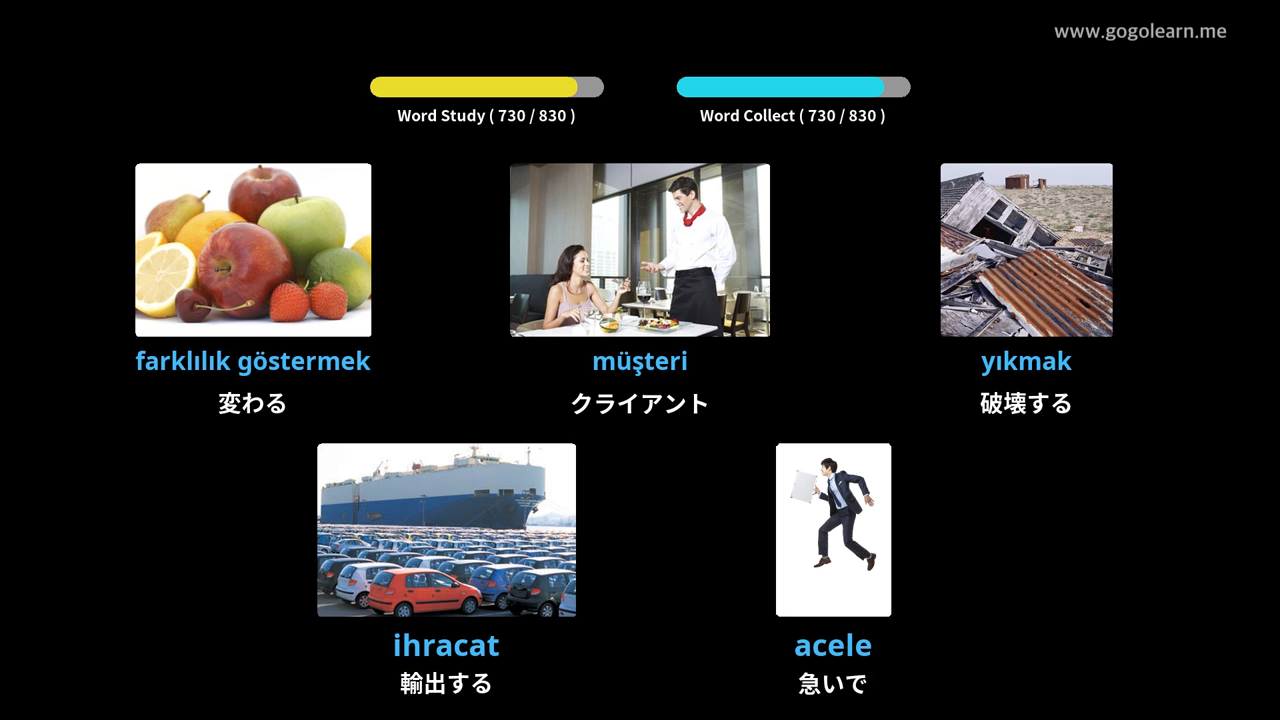 www.gogolearn.me
Word Study ( 730 / 830 )
Word Collect ( 730 / 830 )
farklılık göstermek
変わる
müşteri
クライアント
yıkmak
破壊する
ihracat
輸出する
acele
急いで